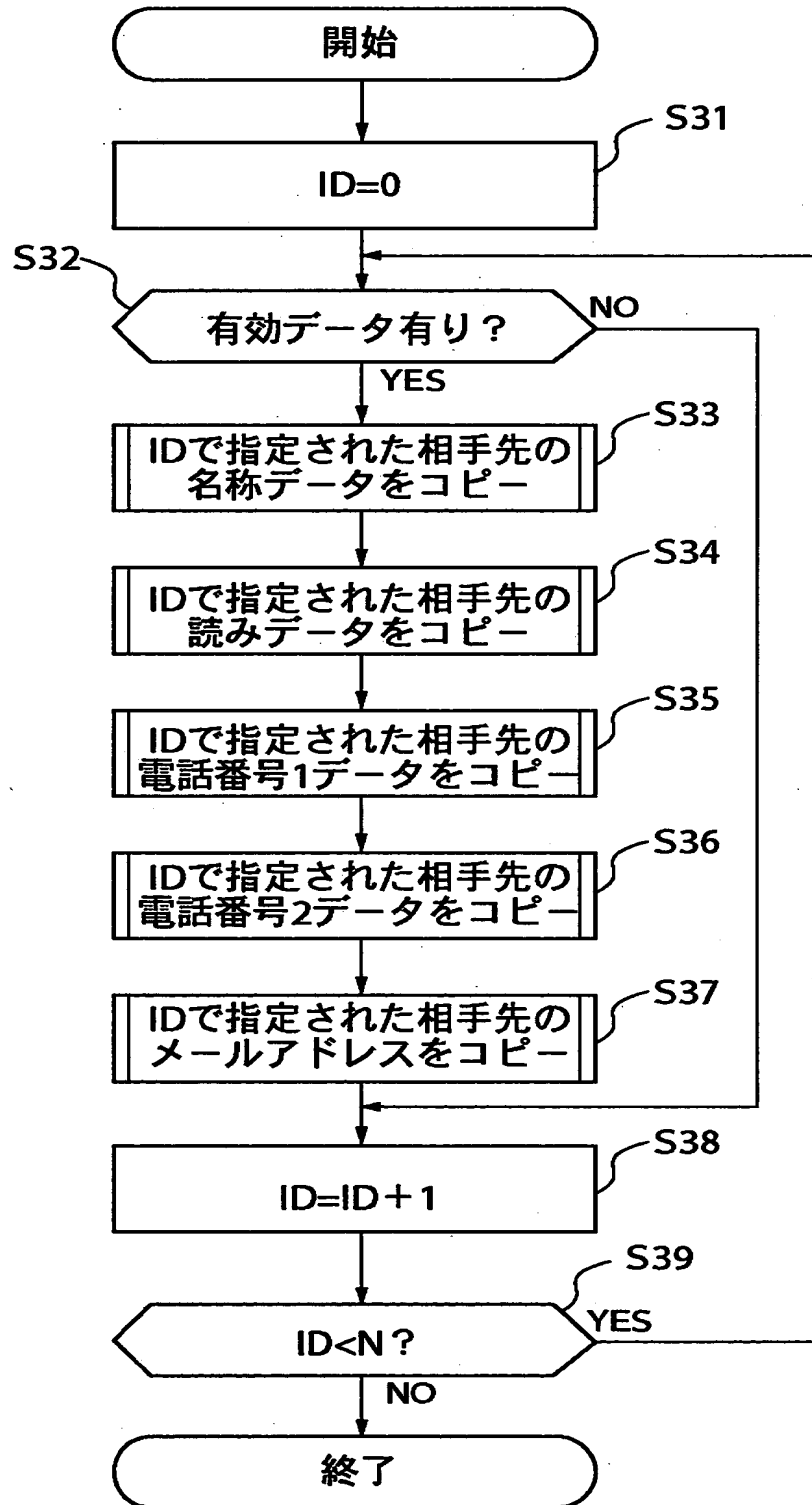 開始
S31
ID=0
S32
有効データ有り？
NO
YES
S33
IDで指定された相手先の
名称データをコピー
S34
IDで指定された相手先の
読みデータをコピー
S35
IDで指定された相手先の
電話番号1データをコピー
S36
IDで指定された相手先の
電話番号2データをコピー
S37
IDで指定された相手先の
メールアドレスをコピー
S38
ID=ID＋1
S39
ID<N？
YES
NO
終了